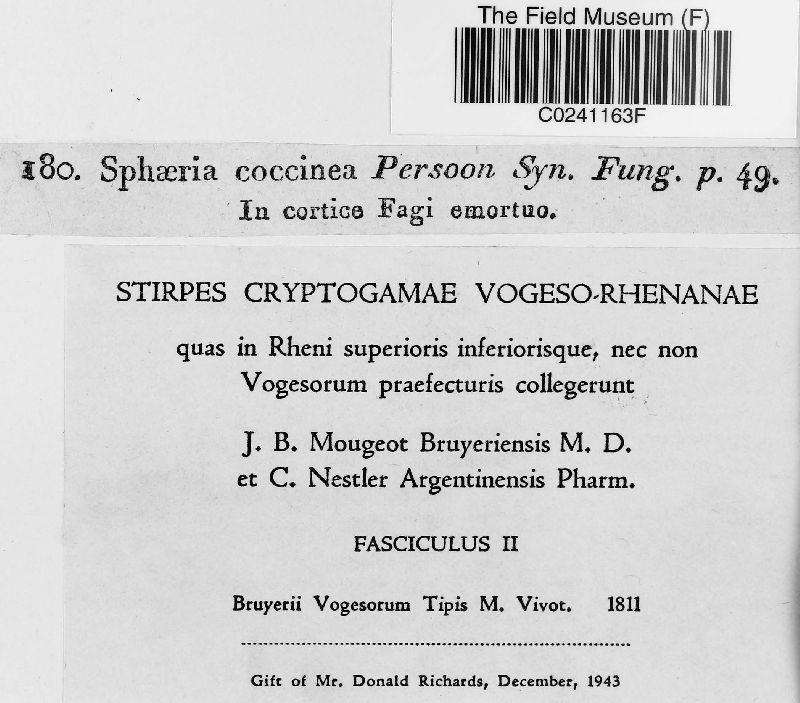 The Field Museum (F)
C0241163F
180. Sphæria coccinea Persoon Syn. Fung. p. 49.
In cortice Fagi emortuo.
STIRPES CRYPTOGAMAE VOGESO-RHENANAE
quas in Rheni superioris inferiorisque, nec non
Vogesorum praefecturis collegerunt
J. B. Mougeot Bruyeriensis M. D.
et C. Nestler Argentinensis Pharm.
FASCICULUS II
Bruyerii Vogesorum Tipis M. Vivot. 1811
Gift of Mr. Donald Richards, December, 1943